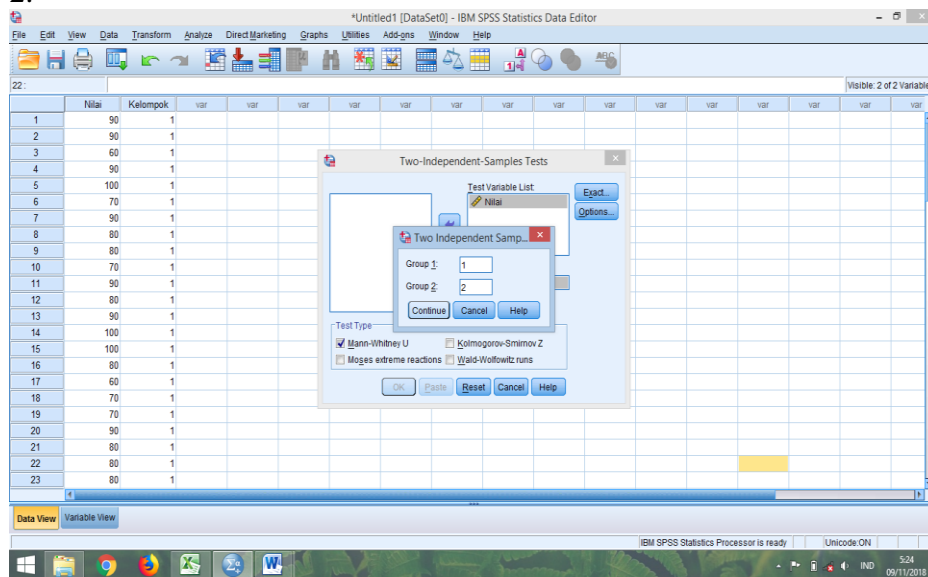 2.
*Untitled1 [DataSet0] - IBM SPSS Statistics Data Editor
File Edit View Data Transform Analyze Direct Marketing Graphs Utilities Add-ons Window Help
22 :
Visible: 2 of 2 Variable
Nilai Kelompok var var var var var var var var var var var var var var var
1 90 1
2 90 1
3 60 1
4 90 1
5 100 1
6 70 1
7 90 1
8 80 1
9 80 1
10 70 1
11 90 1
12 80 1
13 90 1
14 100 1
15 100 1
16 80 1
17 60 1
18 70 1
19 70 1
20 90 1
21 80 1
22 80 1
23 80 1
Two-Independent-Samples Tests
Test Variable List:
Nilai
Exact...
Options...
Two Independent Samp...
Group 1: 1
Group 2: 2
Continue Cancel Help
Test Type
Mann-Whitney U Kolmogorov-Smirnov Z
Moses extreme reactions Wald-Wolfowitz runs
OK Paste Reset Cancel Help
Data View Variable View
IBM SPSS Statistics Processor is ready Unicode:ON
IND
5:24
09/11/2018